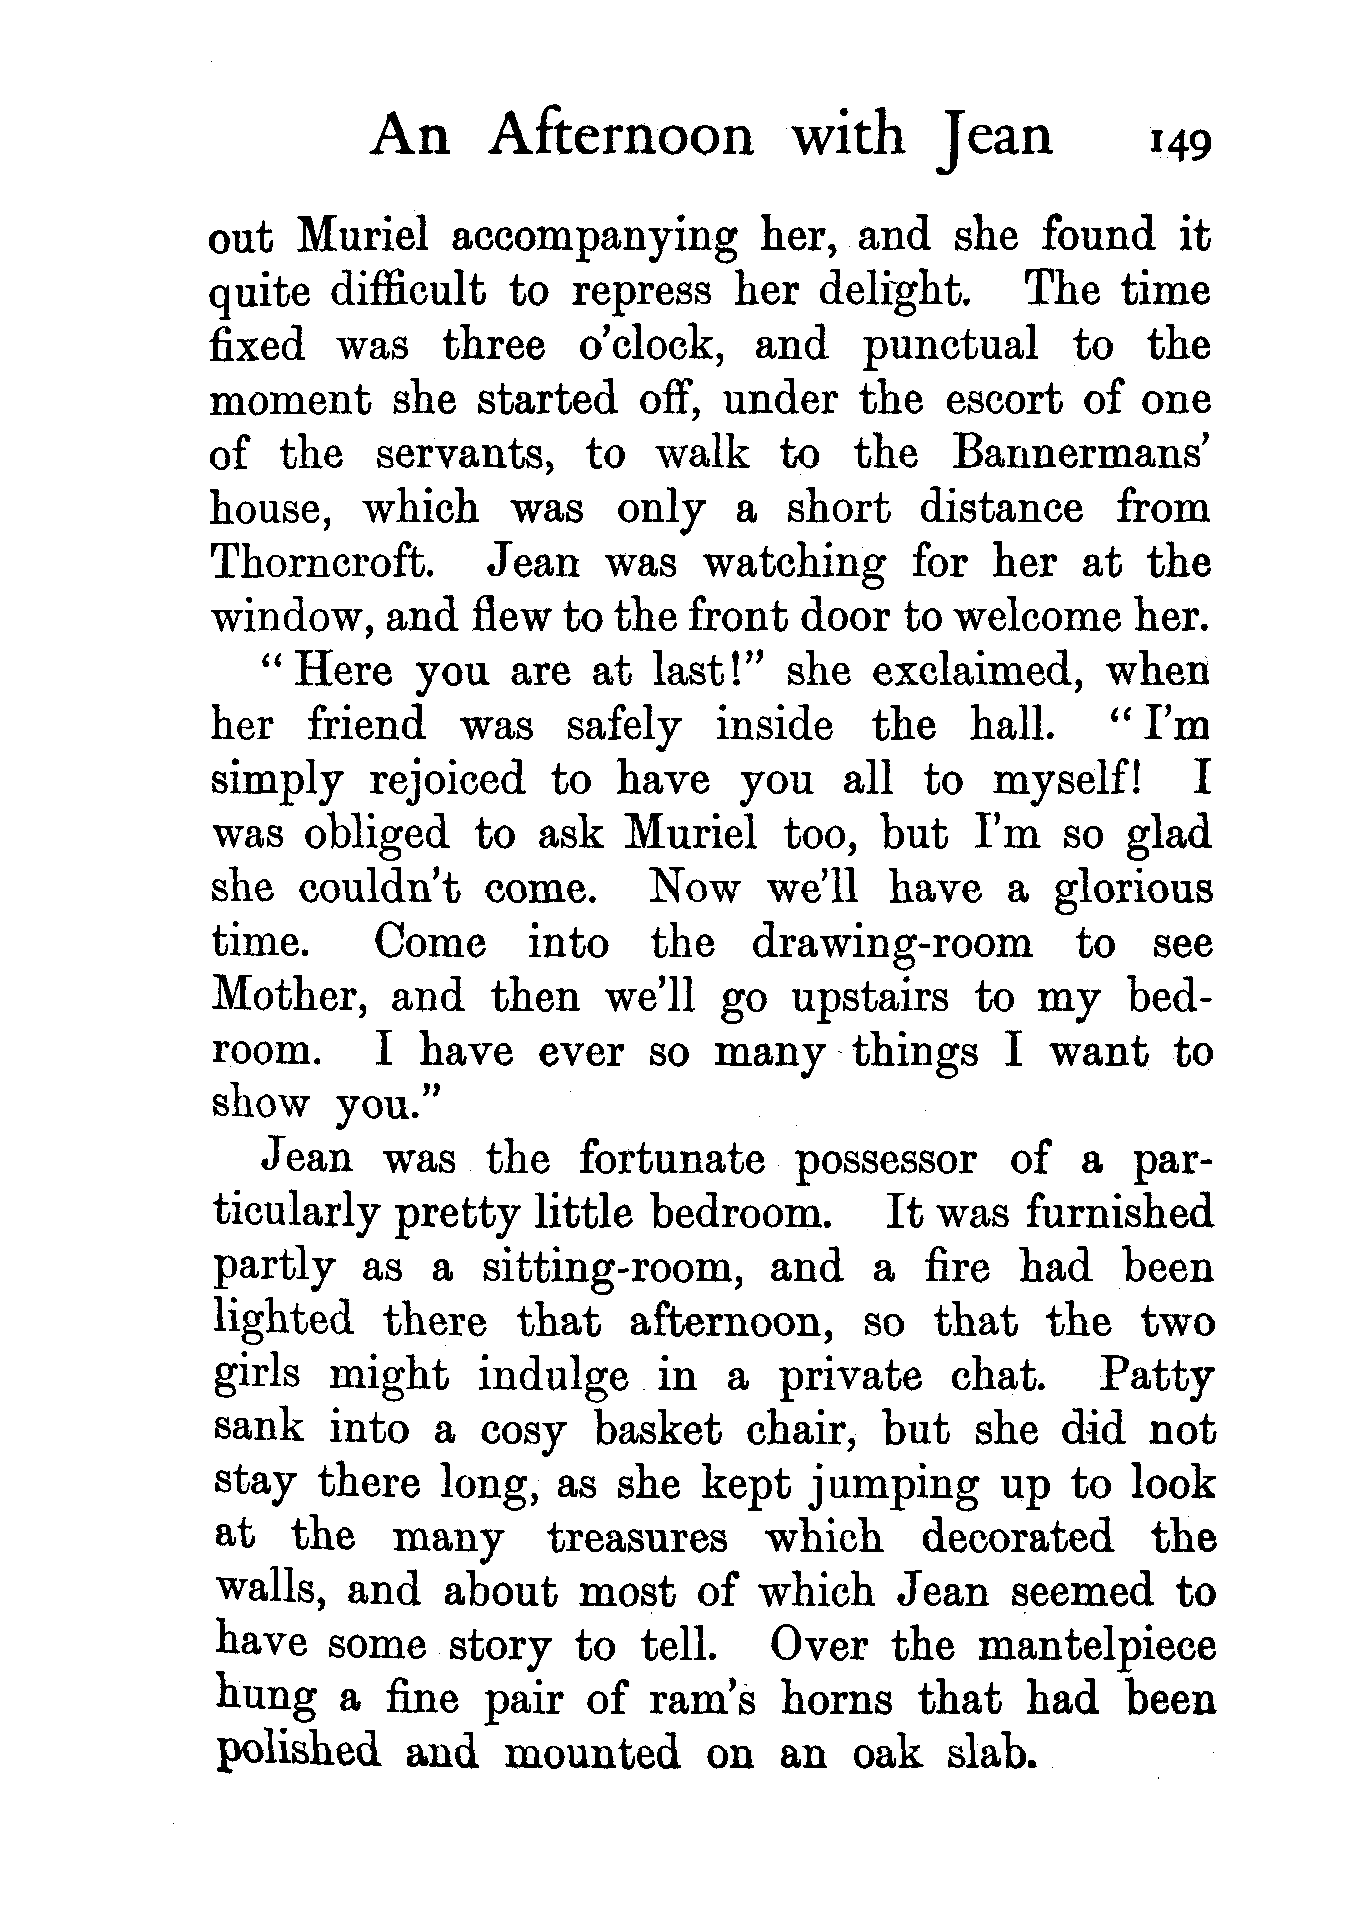 An Afternoon with Jean 149
out Muriel accompanying her, and she found it
quite difficult to repress her delight. The time
fixed was three o'clock, and punctual to the
moment she started off, under the escort of one
of the servants, to walk to the Bannermans'
house, which was only a short distance from
Thorncroft. Jean was watching for her at the
window, and flew to the front door to welcome her.
"Here you are at last!" she exclaimed, when
her friend was safely inside the hall. "I'm
simply rejoiced to have you all to myself! I
was obliged to ask Muriel too, but I'm so glad
she couldn't come. Now we'll have a glorious
time. Come into the drawing-room to see
Mother, and then we'll go upstairs to my bed-
room. I have ever so many things I want to
show you."
Jean was the fortunate possessor of a par-
ticularly pretty little bedroom. It was furnished
partly as a sitting-room, and a fire had been
lighted there that afternoon, so that the two
girls might indulge in a private chat. Patty
sank into a cosy basket chair, but she did not
stay there long, as she kept jumping up to look
at the many treasures which decorated the
walls, and about most of which Jean seemed to
have some story to tell. Over the mantelpiece
hung a fine pair of ram's horns that had been
polished and mounted on an oak slab.